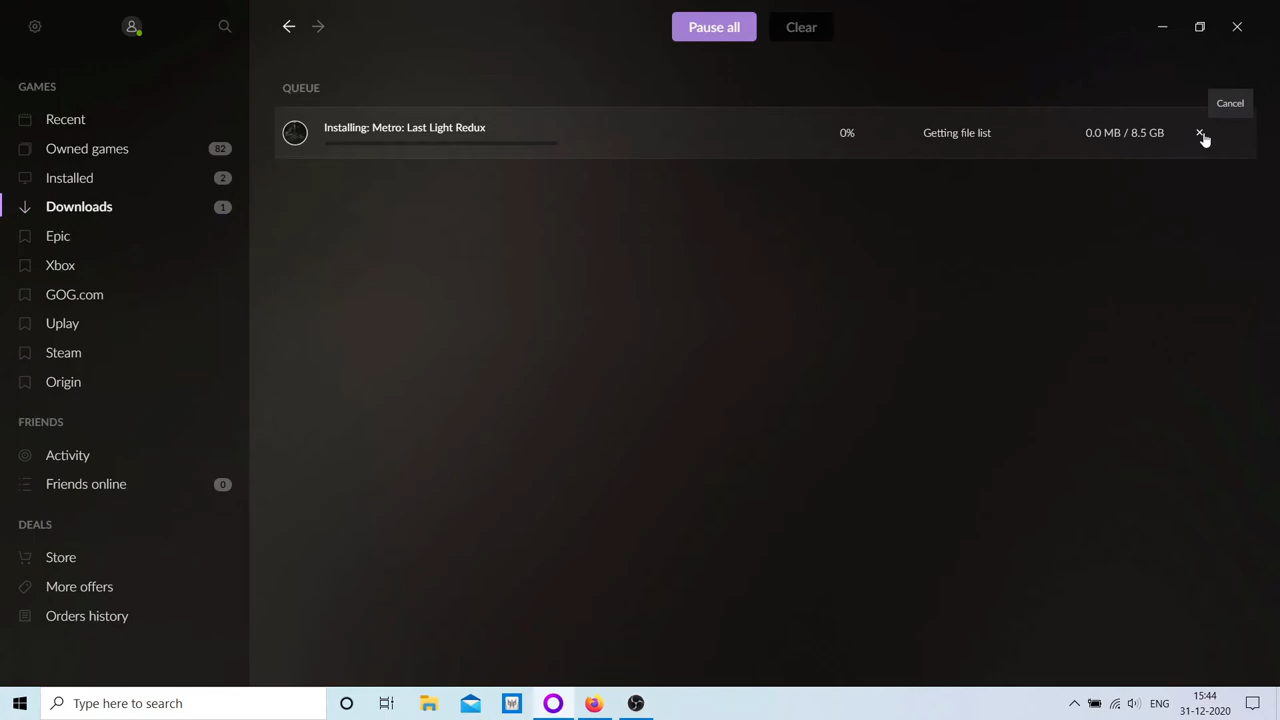 Pause all
Clear
GAMES
Recent
Owned games 82
Installed 2
Downloads 1
Epic
Xbox
GOG.com
Uplay
Steam
Origin
FRIENDS
Activity
Friends online 0
DEALS
Store
More offers
Orders history
QUEUE
Cancel
Installing: Metro: Last Light Redux 0% Getting file list 0.0 MB / 8.5 GB
Type here to search
ENG
15:44
31-12-2020